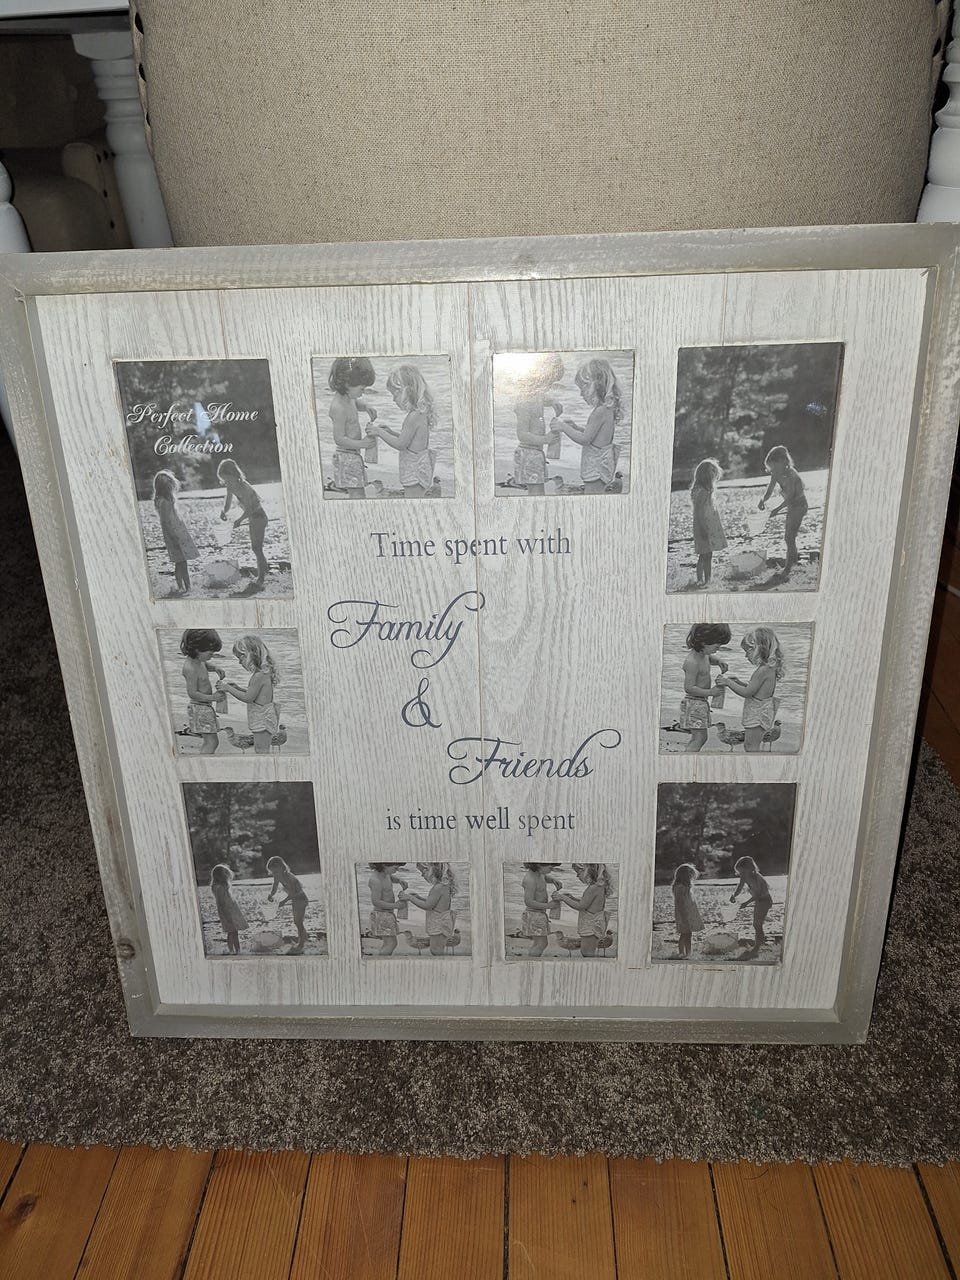 Perfect Home
Collection
Time spent with
Family
&
Friends
is time well spent